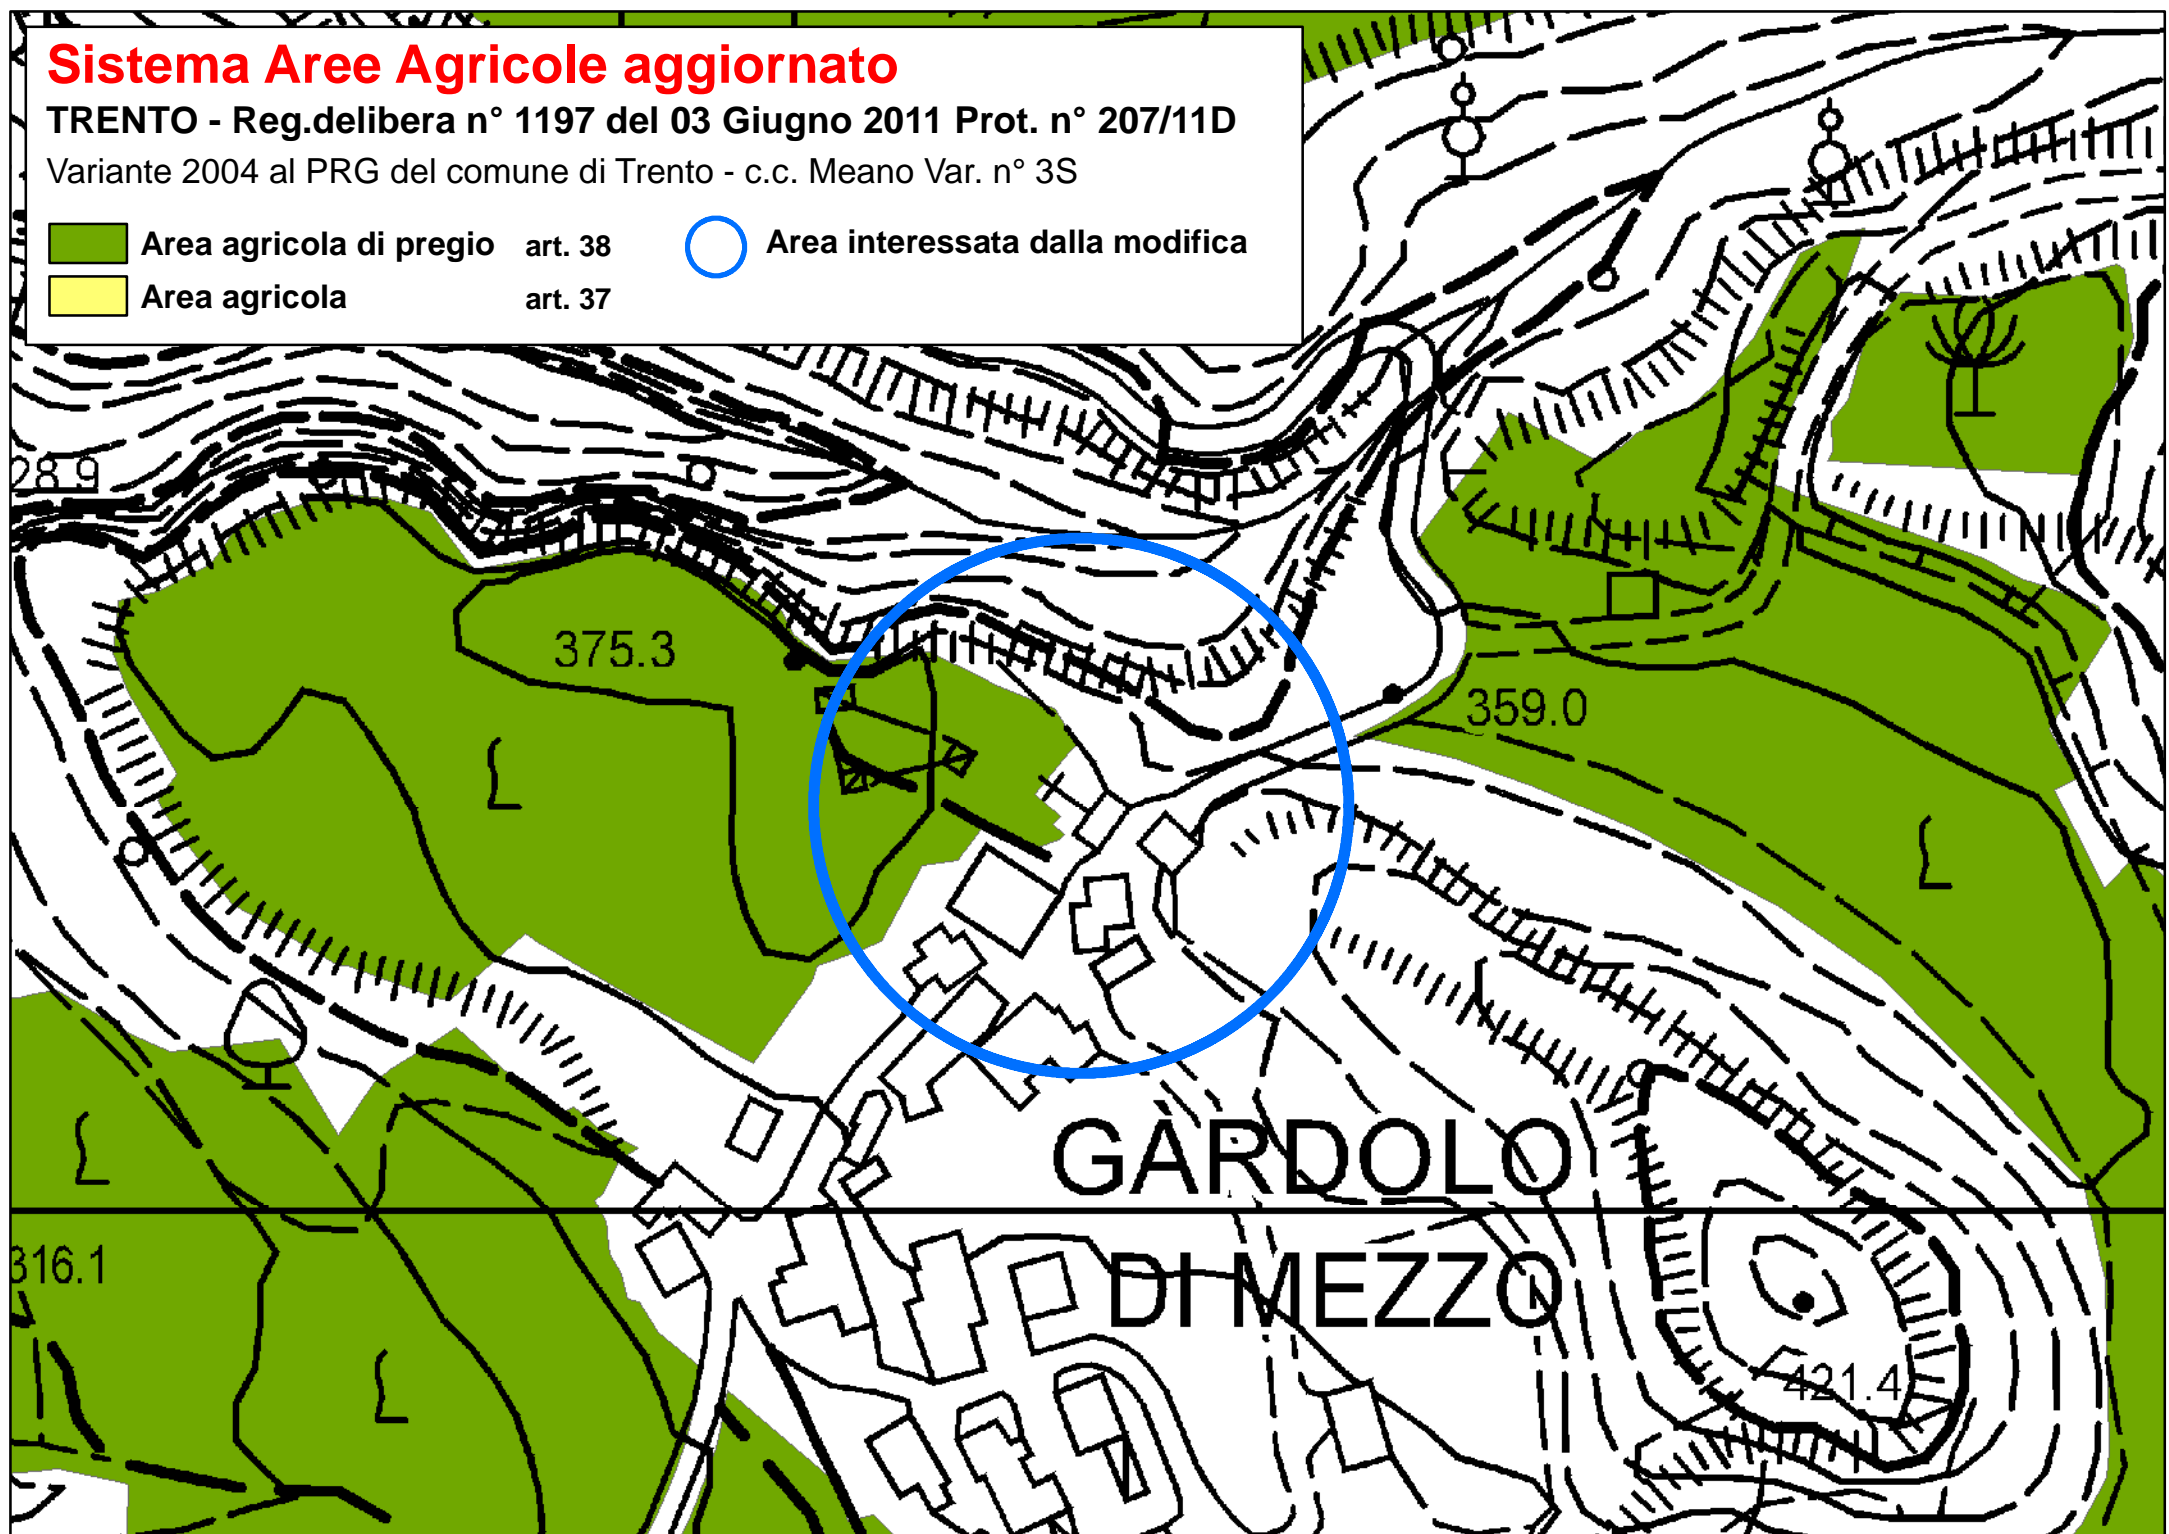 Sistema Aree Agricole aggiornato
TRENTO - Reg.delibera n° 1197 del 03 Giugno 2011 Prot. n° 207/11D
Variante 2004 al PRG del comune di Trento - c.c. Meano Var. n° 3S
Area agricola di pregio art. 38
Area interessata dalla modifica
Area agricola art. 37
28.9
375.3
359.0
GÀRDOLO
DI MEZZO
316.1
421.4